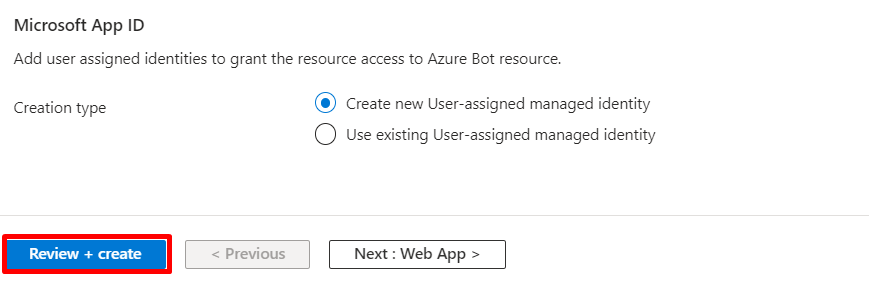 Microsoft App ID
Add user assigned identities to grant the resource access to Azure Bot resource.
Creation type
Create new User-assigned managed identity
Use existing User-assigned managed identity
Review + create
< Previous
Next : Web App >